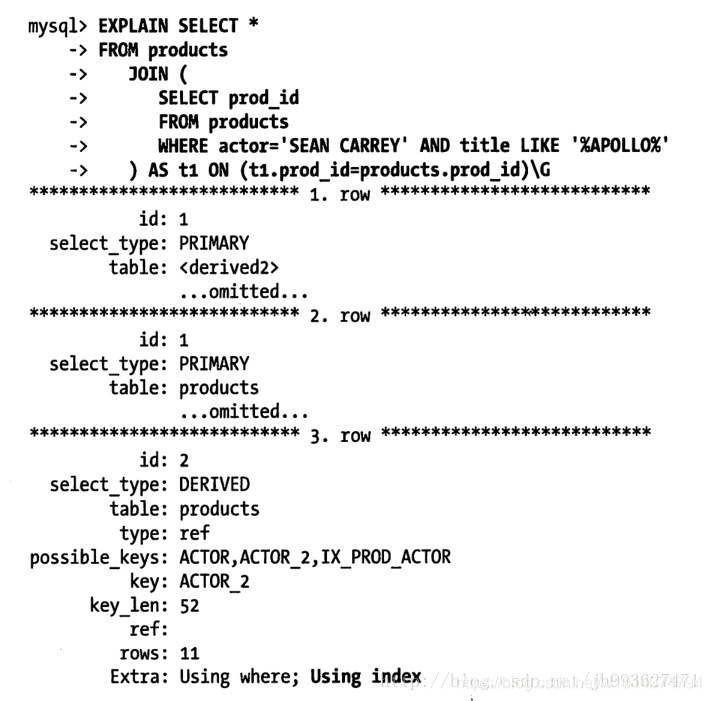 mysql> EXPLAIN SELECT *
-> FROM products
-> JOIN (
-> SELECT prod_id
-> FROM products
-> WHERE actor='SEAN CARREY' AND title LIKE '%APOLLO%'
-> ) AS t1 ON (t1.prod_id=products.prod_id)\G
*************************** 1. row ***************************
id: 1
select_type: PRIMARY
table: <derived2>
...omitted...
*************************** 2. row ***************************
id: 1
select_type: PRIMARY
table: products
...omitted...
*************************** 3. row ***************************
id: 2
select_type: DERIVED
table: products
type: ref
possible_keys: ACTOR,ACTOR_2,IX_PROD_ACTOR
key: ACTOR_2
key_len: 52
ref:
rows: 11
Extra: Using where; Using index
http://blog.csdn.net/jh993627471